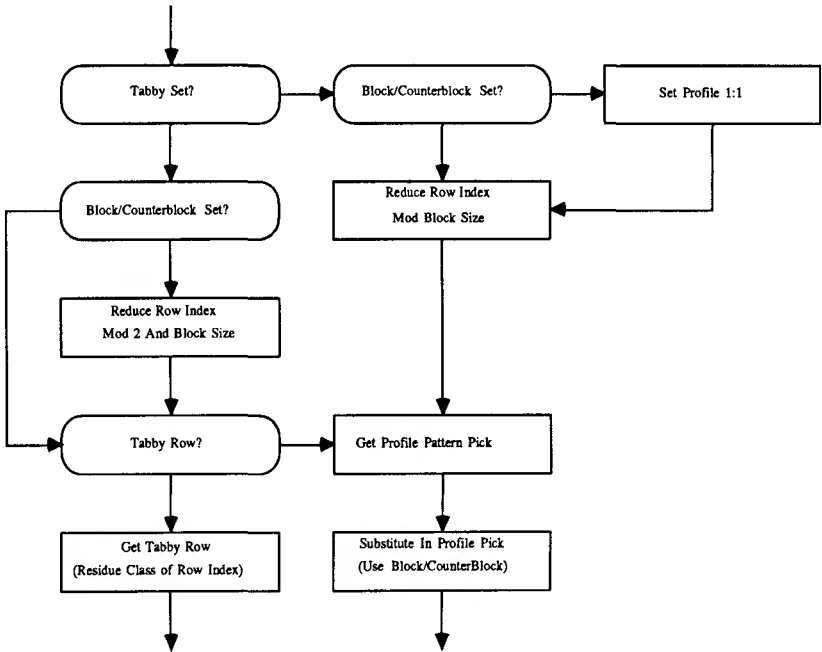 Tabby Set?
Block/Counterblock Set?
Set Profile 1:1
Block/Counterblock Set?
Reduce Row Index
Mod Block Size
Reduce Row Index
Mod 2 And Block Size
Tabby Row?
Get Profile Pattern Pick
Get Tabby Row
(Residue Class of Row Index)
Substitute In Profile Pick
(Use Block/CounterBlock)